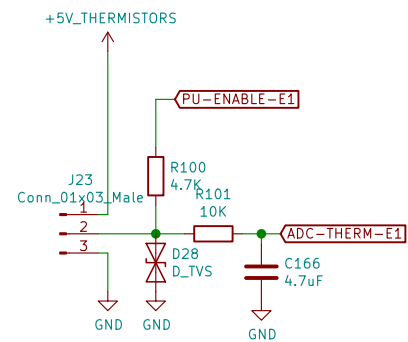 +5V_THERMISTORS
PU-ENABLE-E1
R100
4.7K
J23
Conn_01x03_Male
R101
10K
1
2
3
ADC-THERM-E1
D28
D_TVS
C166
4.7uF
GND
GND
GND